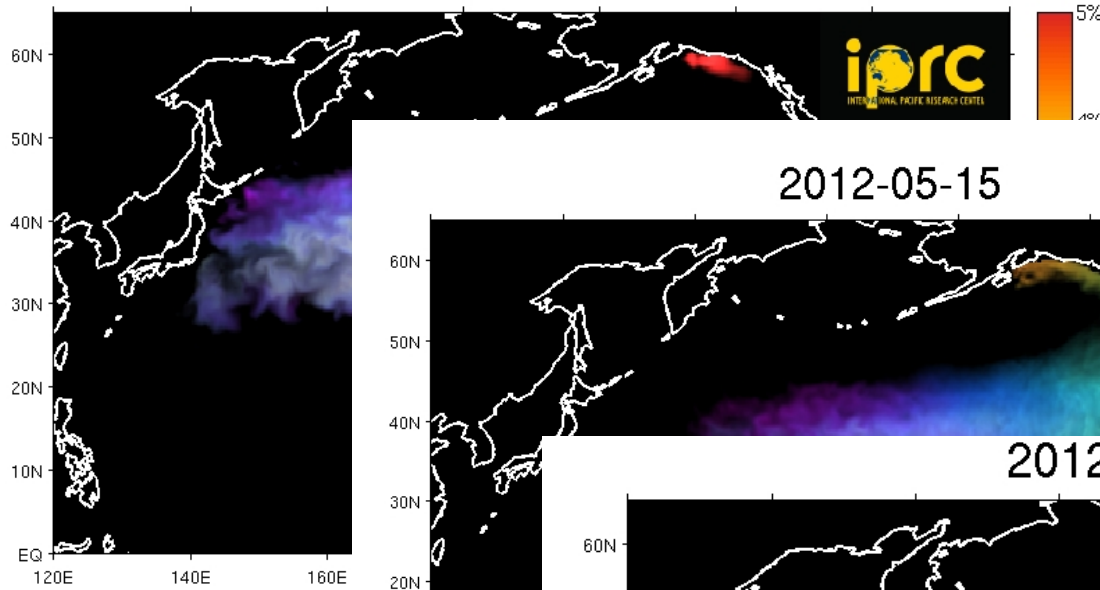 60N
50N
40N
30N
20N
10N
EQ
120E
140E
160E
iprc
INTERNATIONAL PACIFIC RESEARCH CENTER
5%
4%
2012-05-15
60N
50N
40N
30N
20N
2012
60N